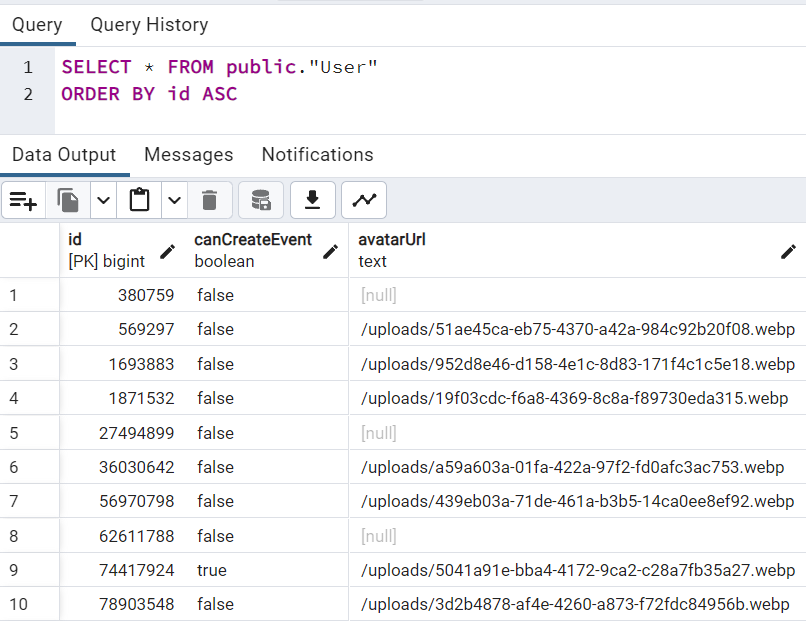 Query Query History
1 SELECT * FROM public."User"
2 ORDER BY id ASC
Data Output Messages Notifications
id canCreateEvent avatarUrl
[PK] bigint boolean text
1 380759 false [null]
2 569297 false /uploads/51ae45ca-eb75-4370-a42a-984c92b20f08.webp
3 1693883 false /uploads/952d8e46-d158-4e1c-8d83-171f4c1c5e18.webp
4 1871532 false /uploads/19f03cdc-f6a8-4369-8c8a-f89730eda315.webp
5 27494899 false [null]
6 36030642 false /uploads/a59a603a-01fa-422a-97f2-fd0afc3ac753.webp
7 56970798 false /uploads/439eb03a-71de-461a-b3b5-14ca0ee8ef92.webp
8 62611788 false [null]
9 74417924 true /uploads/5041a91e-bba4-4172-9ca2-c28a7fb35a27.webp
10 78903548 false /uploads/3d2b4878-af4e-4260-a873-f72fdc84956b.webp